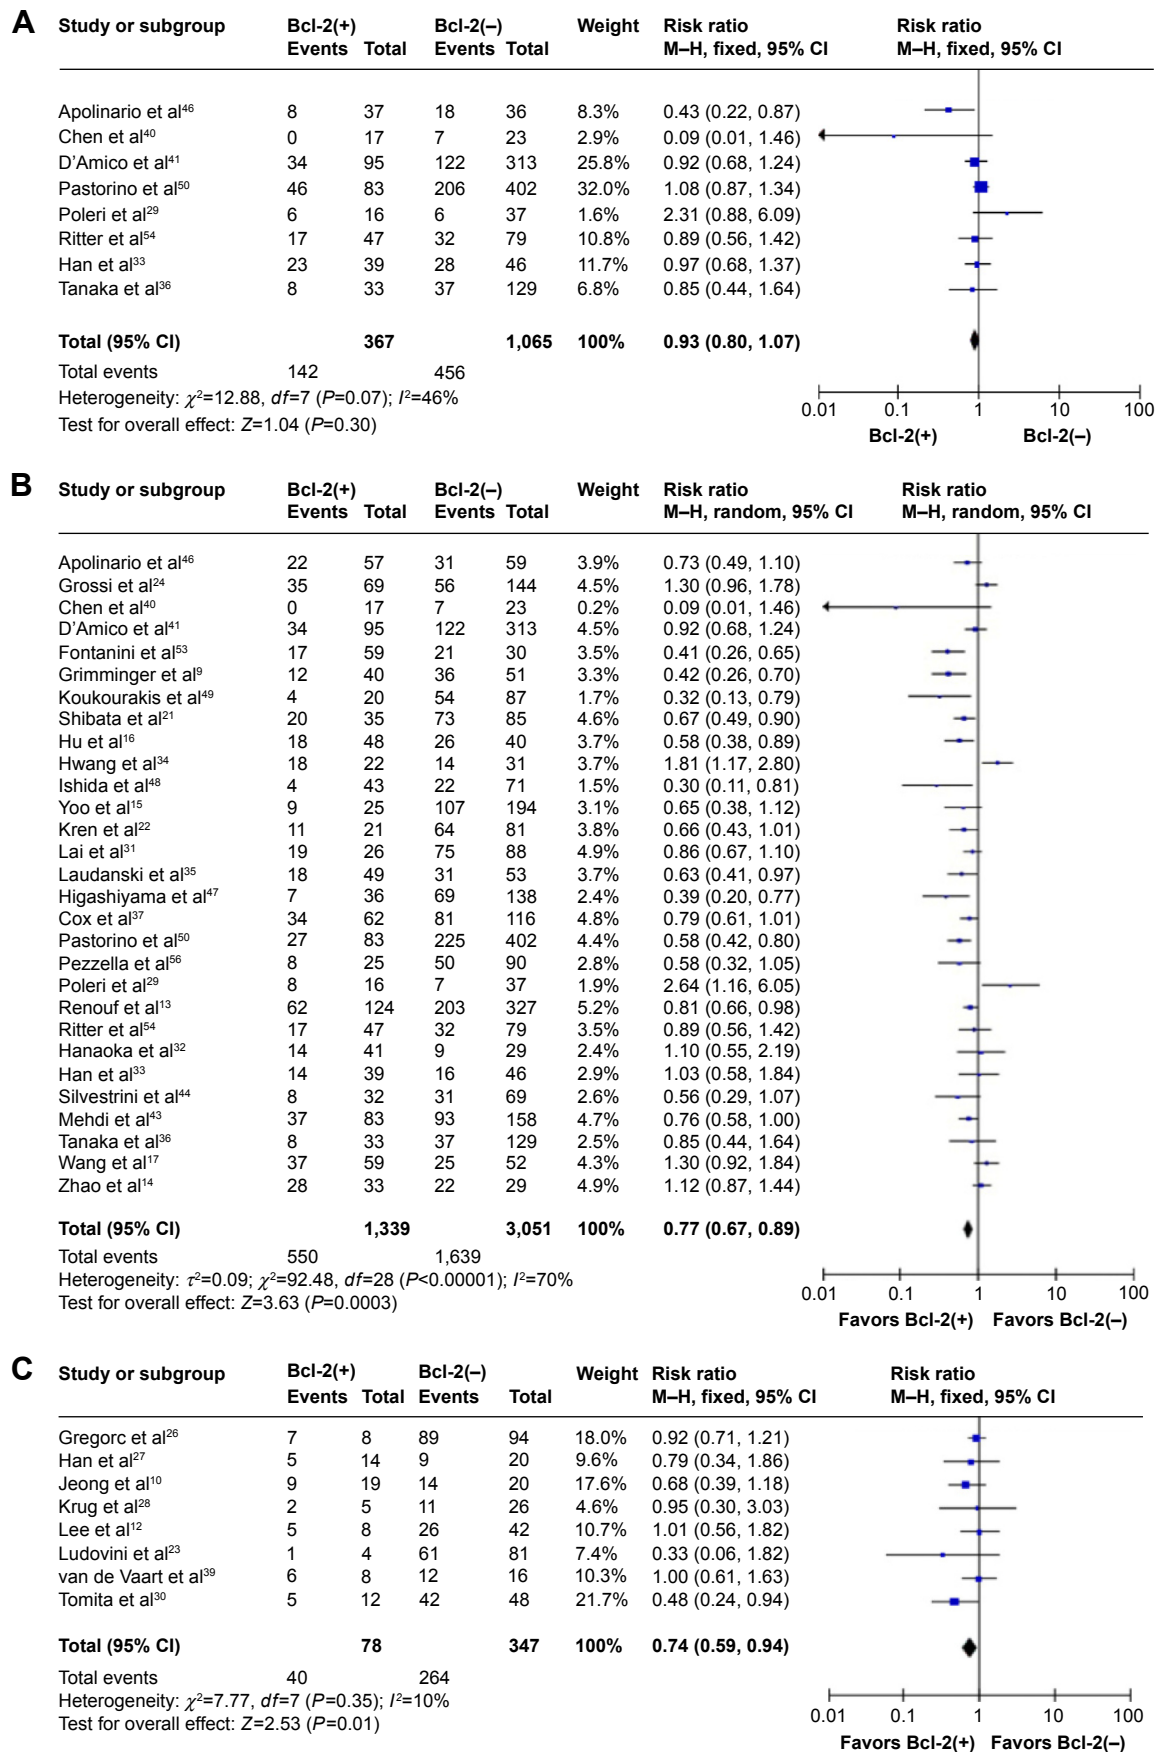 A Study or subgroup Bcl-2(+) Bcl-2(–) Weight Risk ratio Risk ratio
Events Total Events Total M–H, fixed, 95% CI M–H, fixed, 95% CI
Apolinario et al46 8 37 18 36 8.3% 0.43 (0.22, 0.87)
Chen et al40 0 17 7 23 2.9% 0.09 (0.01, 1.46)
D'Amico et al41 34 95 122 313 25.8% 0.92 (0.68, 1.24)
Pastorino et al50 46 83 206 402 32.0% 1.08 (0.87, 1.34)
Poleri et al29 6 16 6 37 1.6% 2.31 (0.88, 6.09)
Ritter et al54 17 47 32 79 10.8% 0.89 (0.56, 1.42)
Han et al33 23 39 28 46 11.7% 0.97 (0.68, 1.37)
Tanaka et al36 8 33 37 129 6.8% 0.85 (0.44, 1.64)
Total (95% CI) 367 1,065 100% 0.93 (0.80, 1.07)
Total events 142 456
Heterogeneity: χ2=12.88, df=7 (P=0.07); I2=46%
Test for overall effect: Z=1.04 (P=0.30)
0.01 0.1 1 10 100
Bcl-2(+) Bcl-2(–)
B Study or subgroup Bcl-2(+) Bcl-2(–) Weight Risk ratio Risk ratio
Events Total Events Total M–H, random, 95% CI M–H, random, 95% CI
Apolinario et al46 22 57 31 59 3.9% 0.73 (0.49, 1.10)
Grossi et al24 35 69 56 144 4.5% 1.30 (0.96, 1.78)
Chen et al40 0 17 7 23 0.2% 0.09 (0.01, 1.46)
D'Amico et al41 34 95 122 313 4.5% 0.92 (0.68, 1.24)
Fontanini et al53 17 59 21 30 3.5% 0.41 (0.26, 0.65)
Grimminger et al9 12 40 36 51 3.3% 0.42 (0.26, 0.70)
Koukourakis et al49 4 20 54 87 1.7% 0.32 (0.13, 0.79)
Shibata et al21 20 35 73 85 4.6% 0.67 (0.49, 0.90)
Hu et al16 18 48 26 40 3.7% 0.58 (0.38, 0.89)
Hwang et al34 18 22 14 31 3.6% 1.81 (1.17, 2.80)
Ishida et al48 4 43 22 71 1.5% 0.30 (0.11, 0.81)
Yoo et al15 9 25 107 194 3.1% 0.65 (0.38, 1.12)
Kren et al22 11 21 64 81 3.8% 0.66 (0.43, 1.01)
Lai et al31 19 26 75 88 4.9% 0.86 (0.67, 1.10)
Laudanski et al35 18 49 31 53 3.7% 0.63 (0.41, 0.97)
Higashiyama et al47 7 36 69 138 2.4% 0.39 (0.20, 0.77)
Cox et al37 34 62 81 116 4.8% 0.79 (0.61, 1.01)
Pastorino et al50 27 83 225 402 4.4% 0.58 (0.42, 0.80)
Pezzella et al56 8 25 50 90 2.8% 0.58 (0.32, 1.05)
Poleri et al29 8 16 7 37 1.9% 2.64 (1.16, 6.05)
Renouf et al13 62 124 203 327 5.2% 0.81 (0.66, 0.98)
Ritter et al54 17 47 32 79 3.5% 0.89 (0.56, 1.42)
Hanaoka et al32 14 41 9 29 2.4% 1.10 (0.55, 2.19)
Han et al33 14 39 16 46 2.9% 1.03 (0.58, 1.84)
Silvestrini et al44 8 32 31 69 2.6% 0.56 (0.29, 1.07)
Mehdi et al43 37 83 93 158 4.7% 0.76 (0.58, 1.00)
Tanaka et al36 8 33 37 129 2.5% 0.85 (0.44, 1.64)
Wang et al17 37 59 25 52 4.3% 1.30 (0.92, 1.84)
Zhao et al14 28 33 22 29 4.9% 1.12 (0.87, 1.44)
Total (95% CI) 1,339 3,051 100% 0.77 (0.67, 0.89)
Total events 550 1,639
Heterogeneity: τ2=0.09; χ2=92.48, df=28 (P<0.00001); I2=70%
Test for overall effect: Z=3.63 (P=0.0003)
0.01 0.1 1 10 100
Favors Bcl-2(+) Favors Bcl-2(–)
C Study or subgroup Bcl-2(+) Bcl-2(–) Weight Risk ratio Risk ratio
Events Total Events Total M–H, fixed, 95% CI M–H, fixed, 95% CI
Gregorc et al26 7 8 89 94 18.0% 0.92 (0.71, 1.21)
Han et al27 5 14 9 20 9.6% 0.79 (0.34, 1.86)
Jeong et al10 9 19 14 20 17.6% 0.68 (0.39, 1.18)
Krug et al28 2 5 11 26 4.6% 0.95 (0.30, 3.03)
Lee et al12 5 8 26 42 10.7% 1.01 (0.56, 1.82)
Ludovini et al23 1 4 61 81 7.4% 0.33 (0.06, 1.82)
van de Vaart et al39 6 8 12 16 10.3% 1.00 (0.61, 1.63)
Tomita et al30 5 12 42 48 21.7% 0.48 (0.24, 0.94)
Total (95% CI) 78 347 100% 0.74 (0.59, 0.94)
Total events 40 264
Heterogeneity: χ2=7.77, df=7 (P=0.35); I2=10%
Test for overall effect: Z=2.53 (P=0.01)
0.01 0.1 1 10 100
Favors Bcl-2(+) Favors Bcl-2(–)